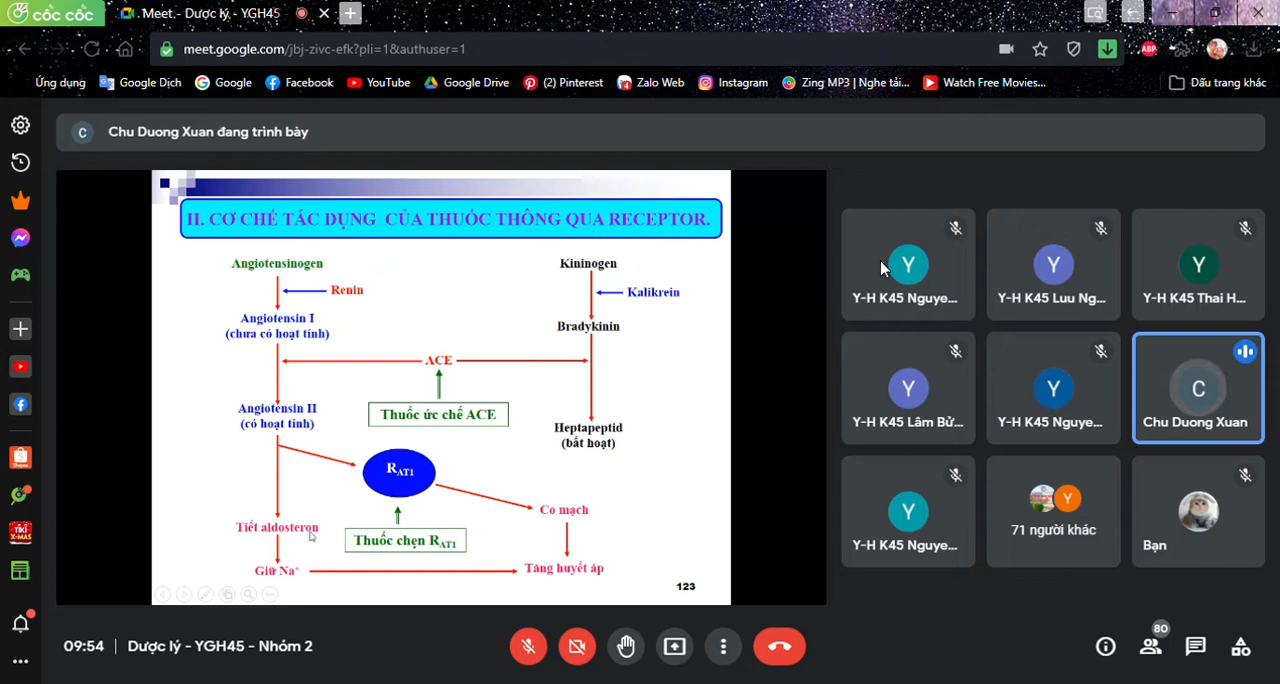 cốc cốc
Meet - Dược lý - YGH45
meet.google.com/jbj-zivc-efk?pli=1&authuser=1
ABP
Ứng dụng
Google Dịch
Google
Facebook
YouTube
Google Drive
(2) Pinterest
Zalo Web
Instagram
Zing MP3 | Nghe tải...
Watch Free Movies...
Dấu trang khác
C
Chu Duong Xuan đang trình bày
II. CƠ CHẾ TÁC DỤNG CỦA THUỐC THÔNG QUA RECEPTOR.
Angiotensinogen
Kininogen
Renin
Kalikrein
Angiotensin I
(chưa có hoạt tính)
Bradykinin
ACE
Angiotensin II
(có hoạt tính)
Thuốc ức chế ACE
Heptapeptid
(bất hoạt)
RAT1
Co mạch
Tiết aldosteron
Thuốc chẹn RAT1
Giữ Na+
Tăng huyết áp
123
Y
Y-H K45 Nguye...
Y
Y-H K45 Luu Ng...
Y
Y-H K45 Thai H...
Y
Y-H K45 Lâm Bử...
Y
Y-H K45 Nguye...
C
Chu Duong Xuan
Y
Y-H K45 Nguye...
Y
71 người khác
Bạn
09:54 | Dược lý - YGH45 - Nhóm 2
80